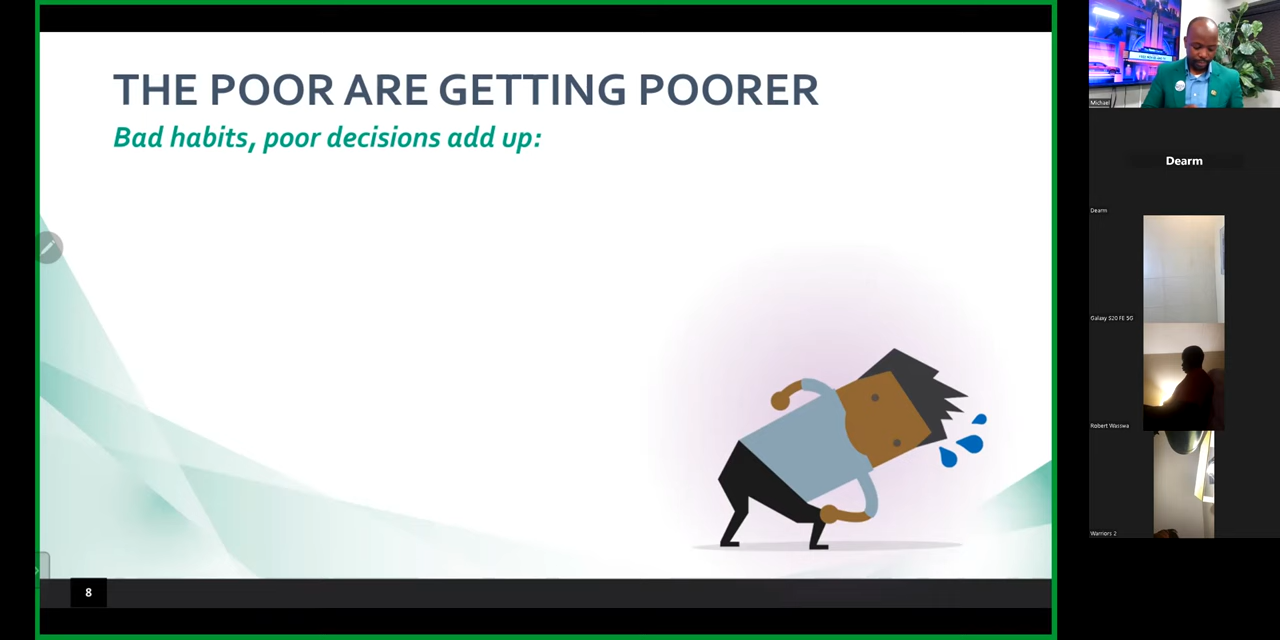 THE POOR ARE GETTING POORER
Bad habits, poor decisions add up:
8
Michael
Dearm
Dearm
Galaxy S20 FE 5G
Robert Waswa
Warriors 2